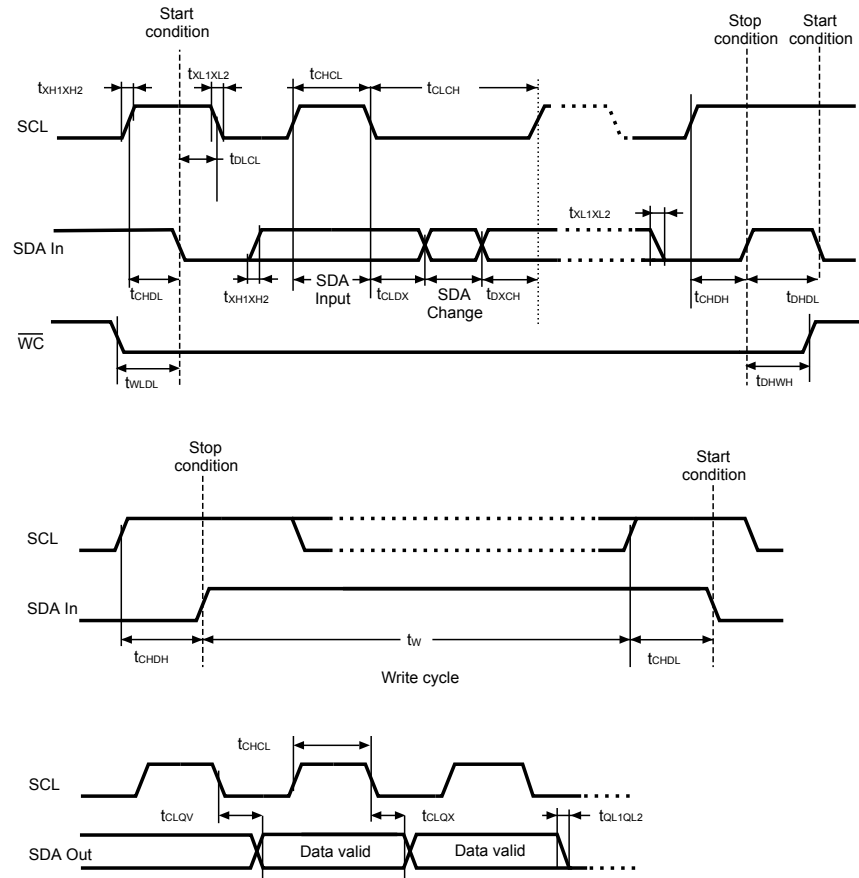 Start
condition
Stop
condition
Start
condition
tXH1XH2
tXL1XL2
tCHCL
tCLCH
SCL
tDLCL
tXL1XL2
SDA In
tCHDL
tXH1XH2
SDA
Input
tCLDX
SDA
Change
tDXCH
tCHDH
tDHDL
WC
tWLDL
tDHWH
Stop
condition
Start
condition
SCL
SDA In
tCHDH
tW
tCHDL
Write cycle
tCHCL
SCL
tCLQV
tCLQX
tQL1QL2
SDA Out
Data valid
Data valid